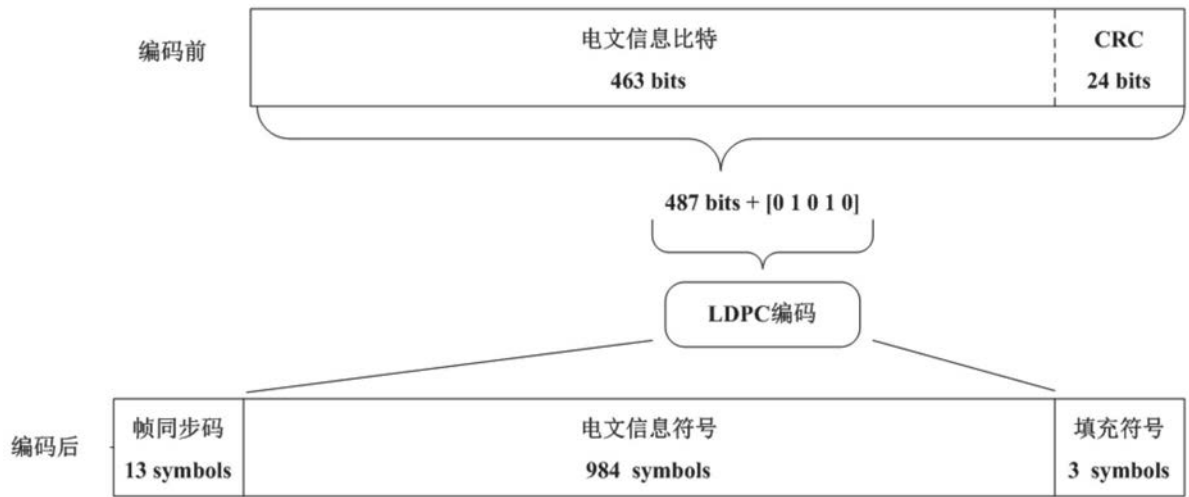 编码前
电文信息比特
463 bits
CRC
24 bits
487 bits + [0 1 0 1 0]
LDPC编码
编码后
帧同步码
13 symbols
电文信息符号
984 symbols
填充符号
3 symbols